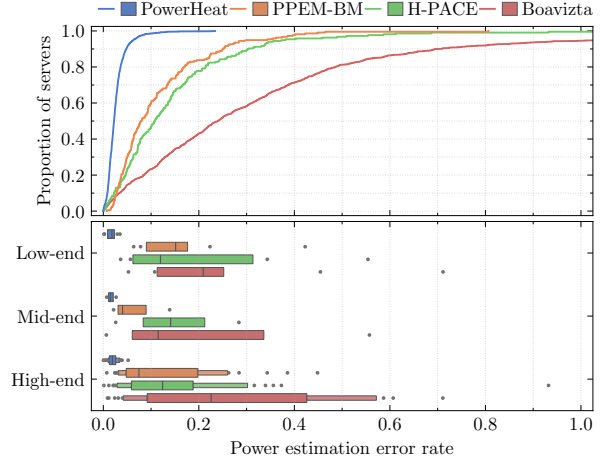 PowerHeat PPEM-BM H-PACE Boavizta
Proportion of servers
1.0
0.8
0.6
0.4
0.2
0.0
Low-end
Mid-end
High-end
0.0 0.2 0.4 0.6 0.8 1.0
Power estimation error rate